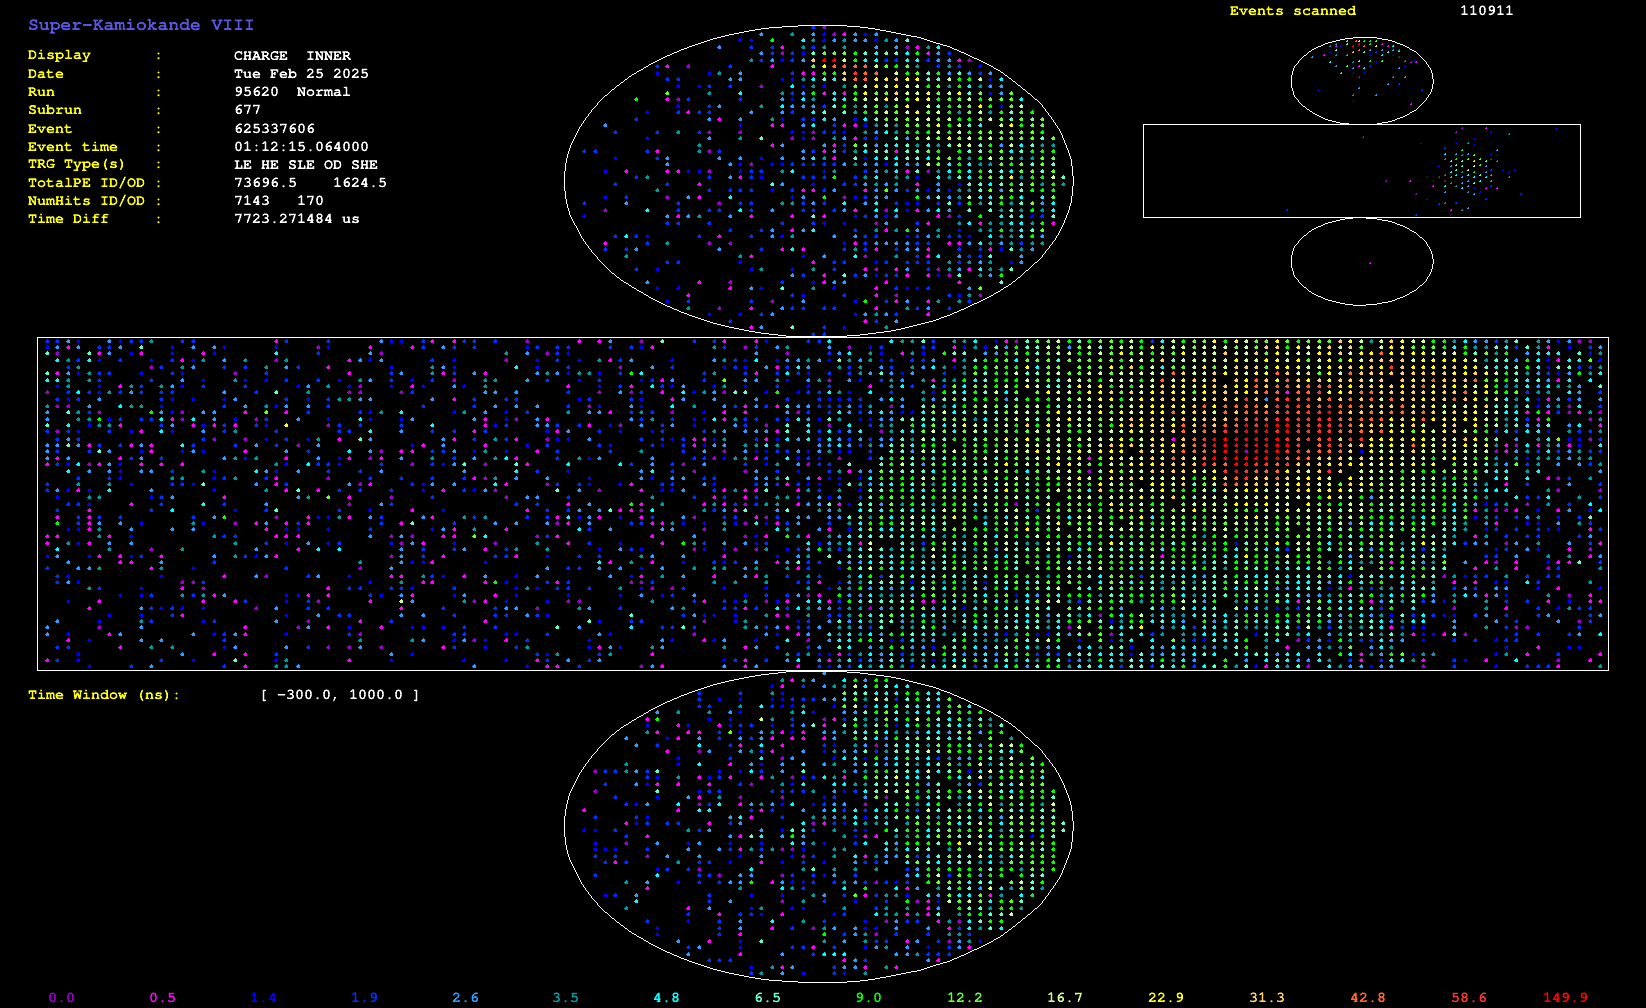 Super-Kamiokande VIII
Display : CHARGE INNER
Date : Tue Feb 25 2025
Run : 95620 Normal
Subrun : 677
Event : 625337606
Event time : 01:12:15.064000
TRG Type(s) : LE HE SLE OD SHE
TotalPE ID/OD : 73696.5 1624.5
NumHits ID/OD : 7143 170
Time Diff : 7723.271484 us
Events scanned 110911
Time Window (ns): [ -300.0, 1000.0 ]
0.0 0.5 1.4 1.9 2.6 3.5 4.8 6.5 9.0 12.2 16.7 22.9 31.3 42.8 58.6 149.9